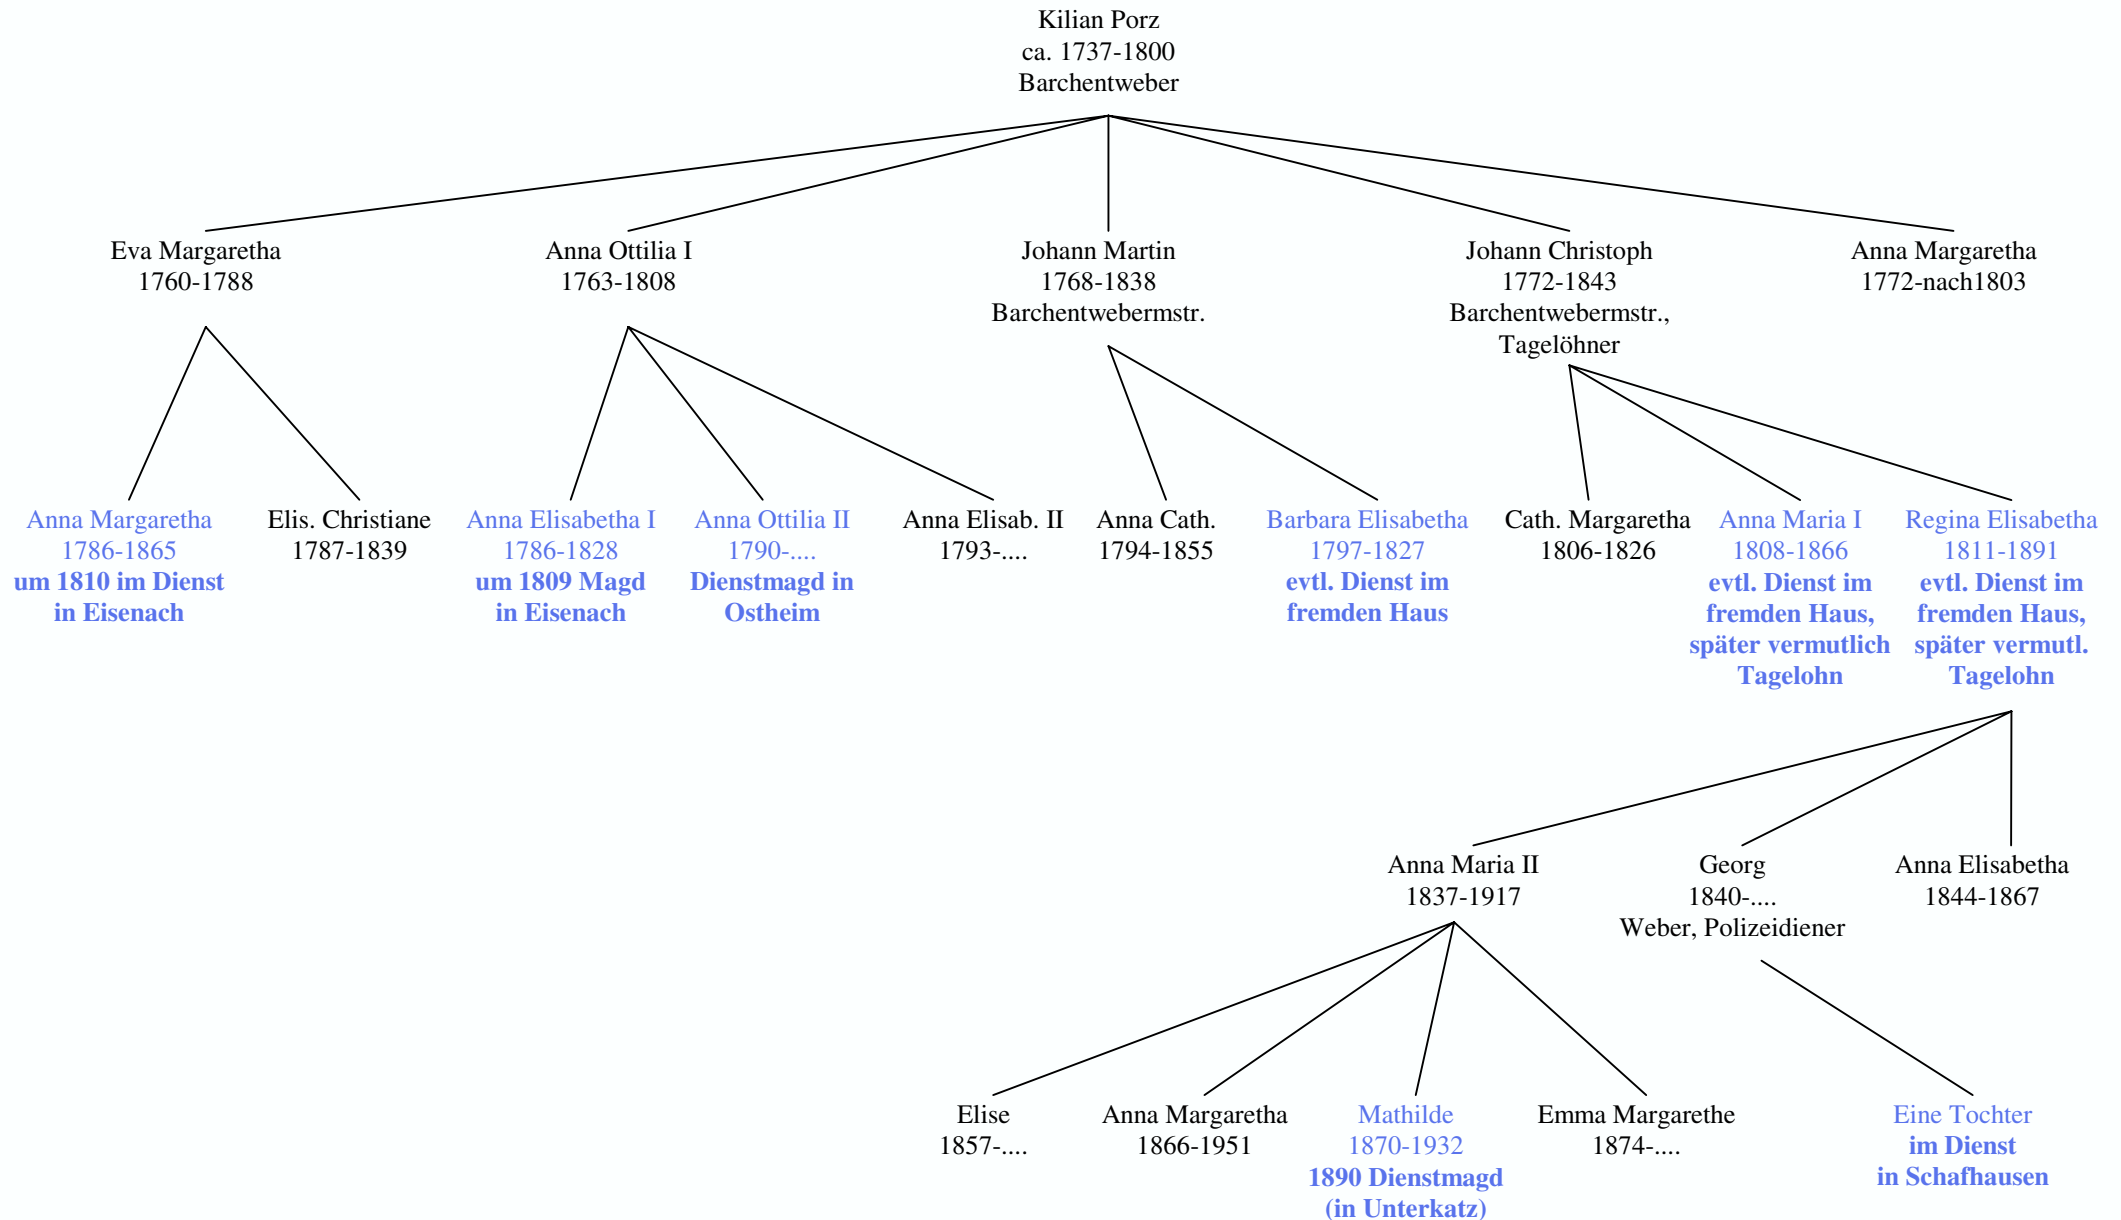 Kilian Porz
ca. 1737-1800
Barchentweber
Eva Margaretha
1760-1788
Anna Ottilia I
1763-1808
Johann Martin
1768-1838
Barchentwebermstr.
Johann Christoph
1772-1843
Barchentwebermstr.,
Tagelöhner
Anna Margaretha
1772-nach1803
Anna Margaretha
1786-1865
um 1810 im Dienst
in Eisenach
Elis. Christiane
1787-1839
Anna Elisabetha I
1786-1828
um 1809 Magd
in Eisenach
Anna Ottilia II
1790-....
Dienstmagd in
Ostheim
Anna Elisab. II
1793-....
Anna Cath.
1794-1855
Barbara Elisabetha
1797-1827
evtl. Dienst im
fremden Haus
Cath. Margaretha
1806-1826
Anna Maria I
1808-1866
evtl. Dienst im
fremden Haus,
später vermutlich
Tagelohn
Regina Elisabetha
1811-1891
evtl. Dienst im
fremden Haus,
später vermutl.
Tagelohn
Anna Maria II
1837-1917
Georg
1840-....
Weber, Polizeidiener
Anna Elisabetha
1844-1867
Elise
1857-....
Anna Margaretha
1866-1951
Mathilde
1870-1932
1890 Dienstmagd
(in Unterkatz)
Emma Margarethe
1874-....
Eine Tochter
im Dienst
in Schafhausen